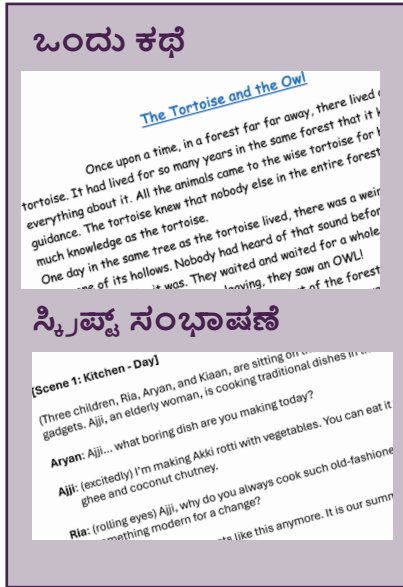 ಒಂದು ಕಥೆ
The Tortoise and the Owl
Once upon a time, in a forest far far away, there lived
tortoise. It had lived for so many years in the same forest that it
everything about it. All the animals came to the wise tortoise for
guidance. The tortoise knew that nobody else in the entire forest
much knowledge as the tortoise.
One day in the same tree as the tortoise lived, there was a
of its hollows. Nobody had heard of that sound
it was. They waited and waited for a whole
leaving, they saw an OWL!
of the forest
ಸ್ಕ್ರಿಪ್ಟ್ ಸಂಭಾಷಣೆ
[Scene 1: Kitchen - Day]
(Three children, Ria, Aryan, and Kiaan, are sitting on
gadgets. Ajji, an elderly woman, is cooking traditional dishes in
Aryan: Ajji... what boring dish are you making today?
Ajji: (excitedly) I'm making Akki rotti with vegetables. You can eat it
ghee and coconut chutney.
Ria: (rolling eyes) Ajji, why do you always cook such
something modern for a change?
like this anymore. It is our